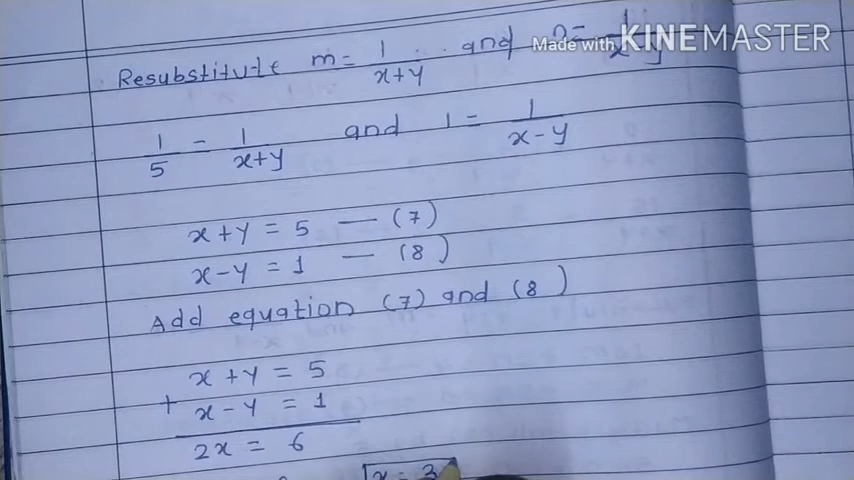 Resubstitute m = 1/(x+y) and n =
Made with KINEMASTER
1/5 = 1/(x+y) and 1 = 1/(x-y)
x+y = 5 — (7)
x-y = 1 — (8)
Add equation (7) and (8)
x+y = 5
+ x-y = 1
2x = 6
x = 3